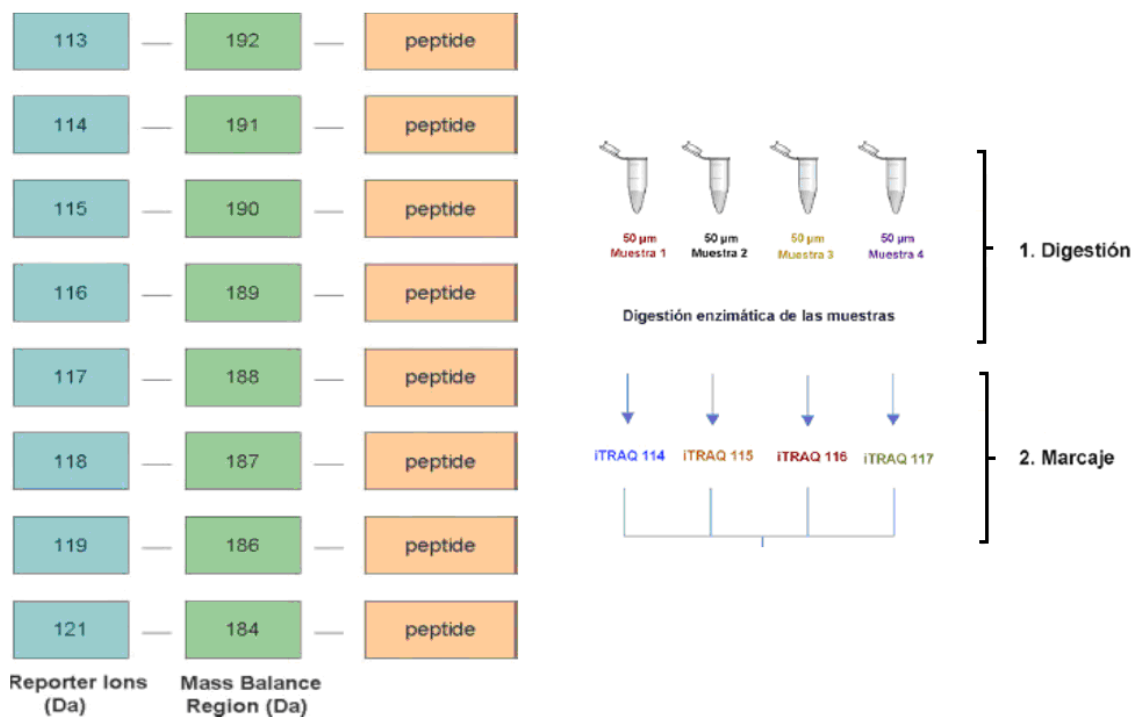 113 192 peptide
114 191 peptide
115 190 peptide
116 189 peptide
117 188 peptide
118 187 peptide
119 186 peptide
121 184 peptide
Reporter Ions
(Da)
Mass Balance
Region (Da)
50 µm
Muestra 1
50 µm
Muestra 2
50 µm
Muestra 3
50 µm
Muestra 4
Digestión enzimática de las muestras
1. Digestión
iTRAQ 114
iTRAQ 115
iTRAQ 116
iTRAQ 117
2. Marcaje